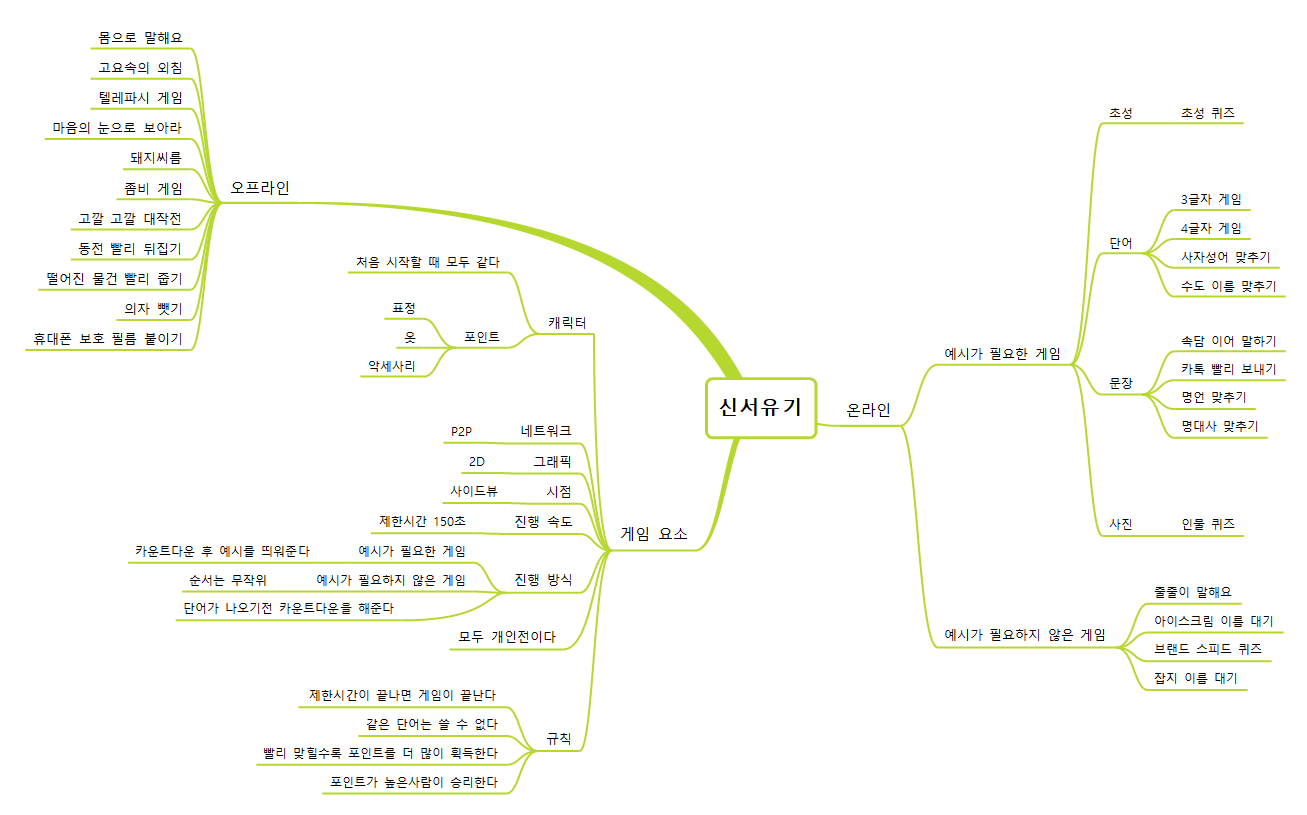 신서유기
오프라인
몸으로 말해요
고요속의 외침
텔레파시 게임
마음의 눈으로 보아라
돼지씨름
좀비 게임
고깔 고깔 대작전
동전 빨리 뒤집기
떨어진 물건 빨리 줍기
의자 뺏기
휴대폰 보호 필름 붙이기
게임 요소
캐릭터
처음 시작할 때 모두 같다
포인트
표정
옷
악세사리
네트워크
P2P
그래픽
2D
시점
사이드뷰
진행 속도
제한시간 150초
진행 방식
예시가 필요한 게임
카운트다운 후 예시를 띄워준다
예시가 필요하지 않은 게임
순서는 무작위
단어가 나오기전 카운트다운을 해준다
모두 개인전이다
규칙
제한시간이 끝나면 게임이 끝난다
같은 단어는 쓸 수 없다
빨리 맞힐수록 포인트를 더 많이 획득한다
포인트가 높은사람이 승리한다
온라인
예시가 필요한 게임
초성
초성 퀴즈
단어
3글자 게임
4글자 게임
사자성어 맞추기
수도 이름 맞추기
문장
속담 이어 말하기
카톡 빨리 보내기
명언 맞추기
명대사 맞추기
사진
인물 퀴즈
예시가 필요하지 않은 게임
줄줄이 말해요
아이스크림 이름 대기
브랜드 스피드 퀴즈
잡지 이름 대기